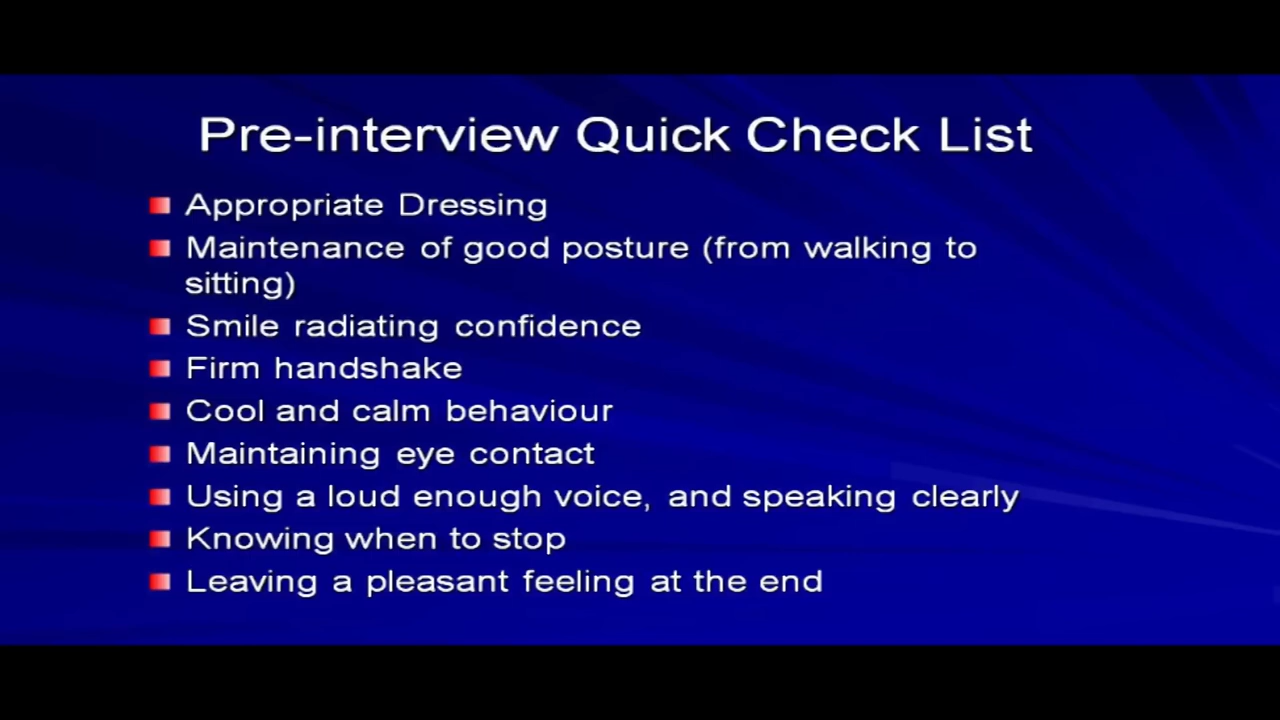 Pre-interview Quick Check List
Appropriate Dressing
Maintenance of good posture (from walking to
sitting)
Smile radiating confidence
Firm handshake
Cool and calm behaviour
Maintaining eye contact
Using a loud enough voice, and speaking clearly
Knowing when to stop
Leaving a pleasant feeling at the end